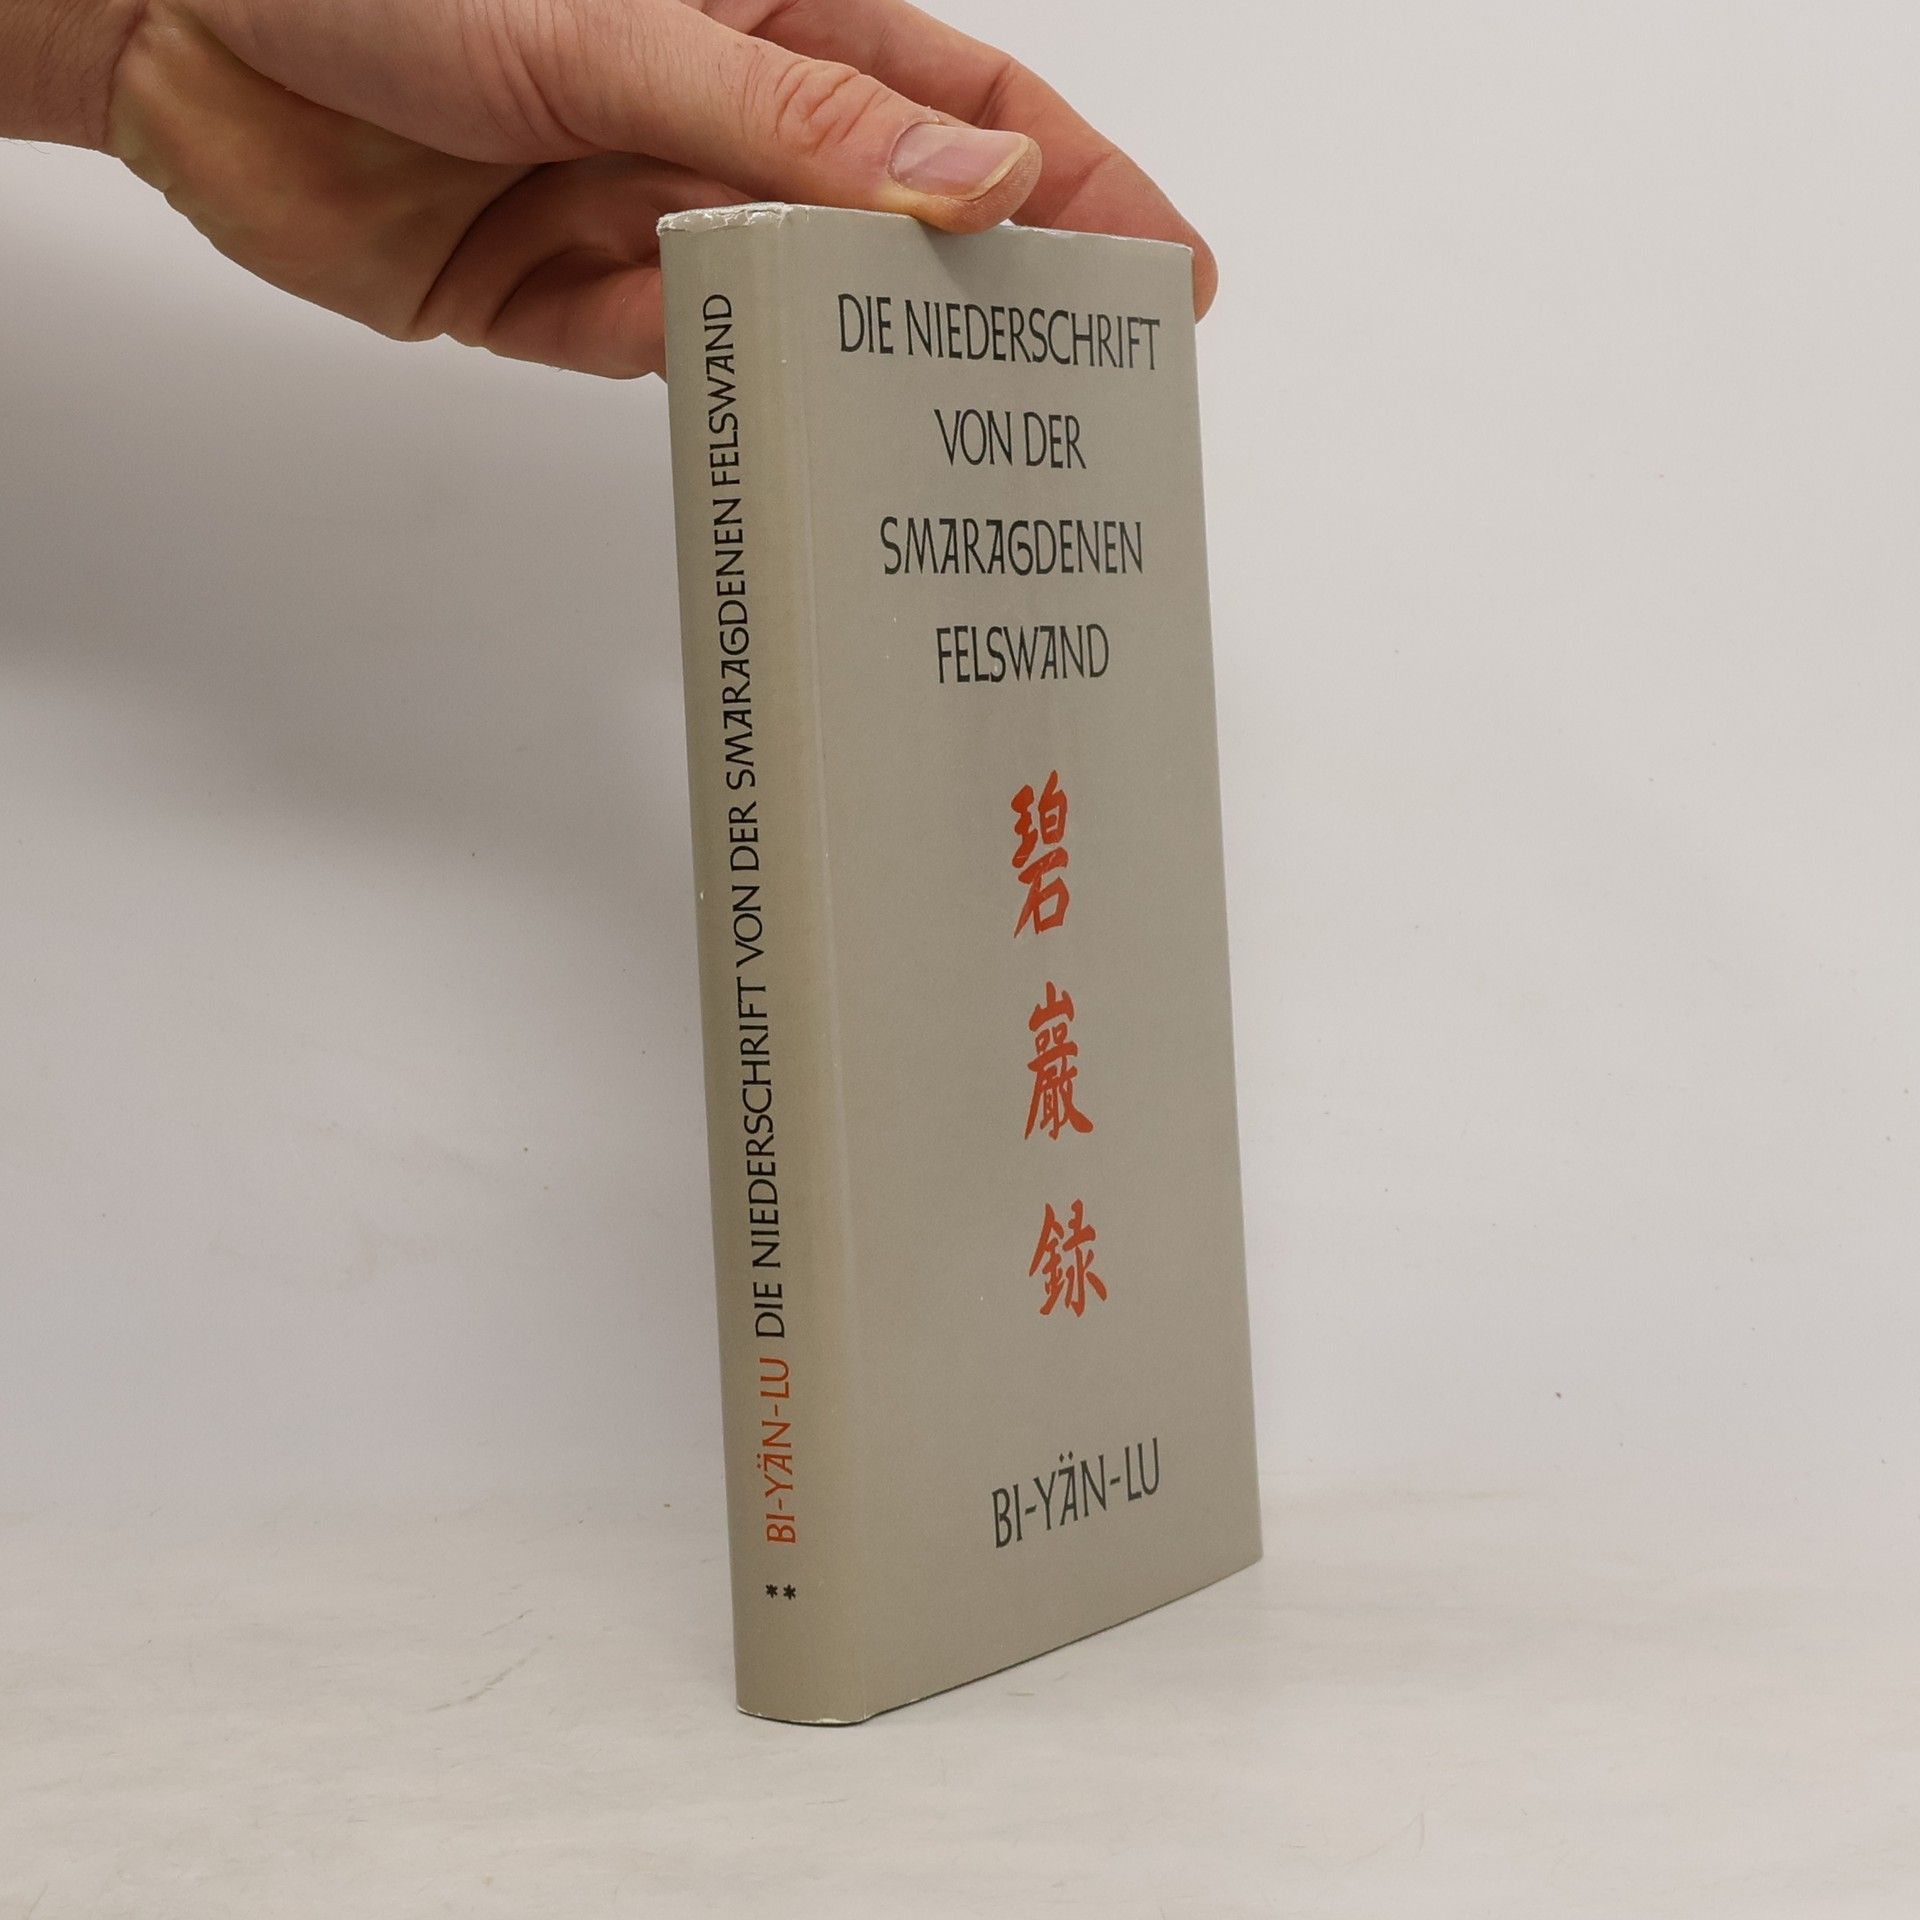 BI-YÄN-LU DIE NIEDERSCHRIFT VON DER SMARAGDENEN FELSWAND
**
DIE NIEDERSCHRIFT
VON DER
SMARAGDENEN
FELSWAND
碧
巖
録
BI-YÄN-LU